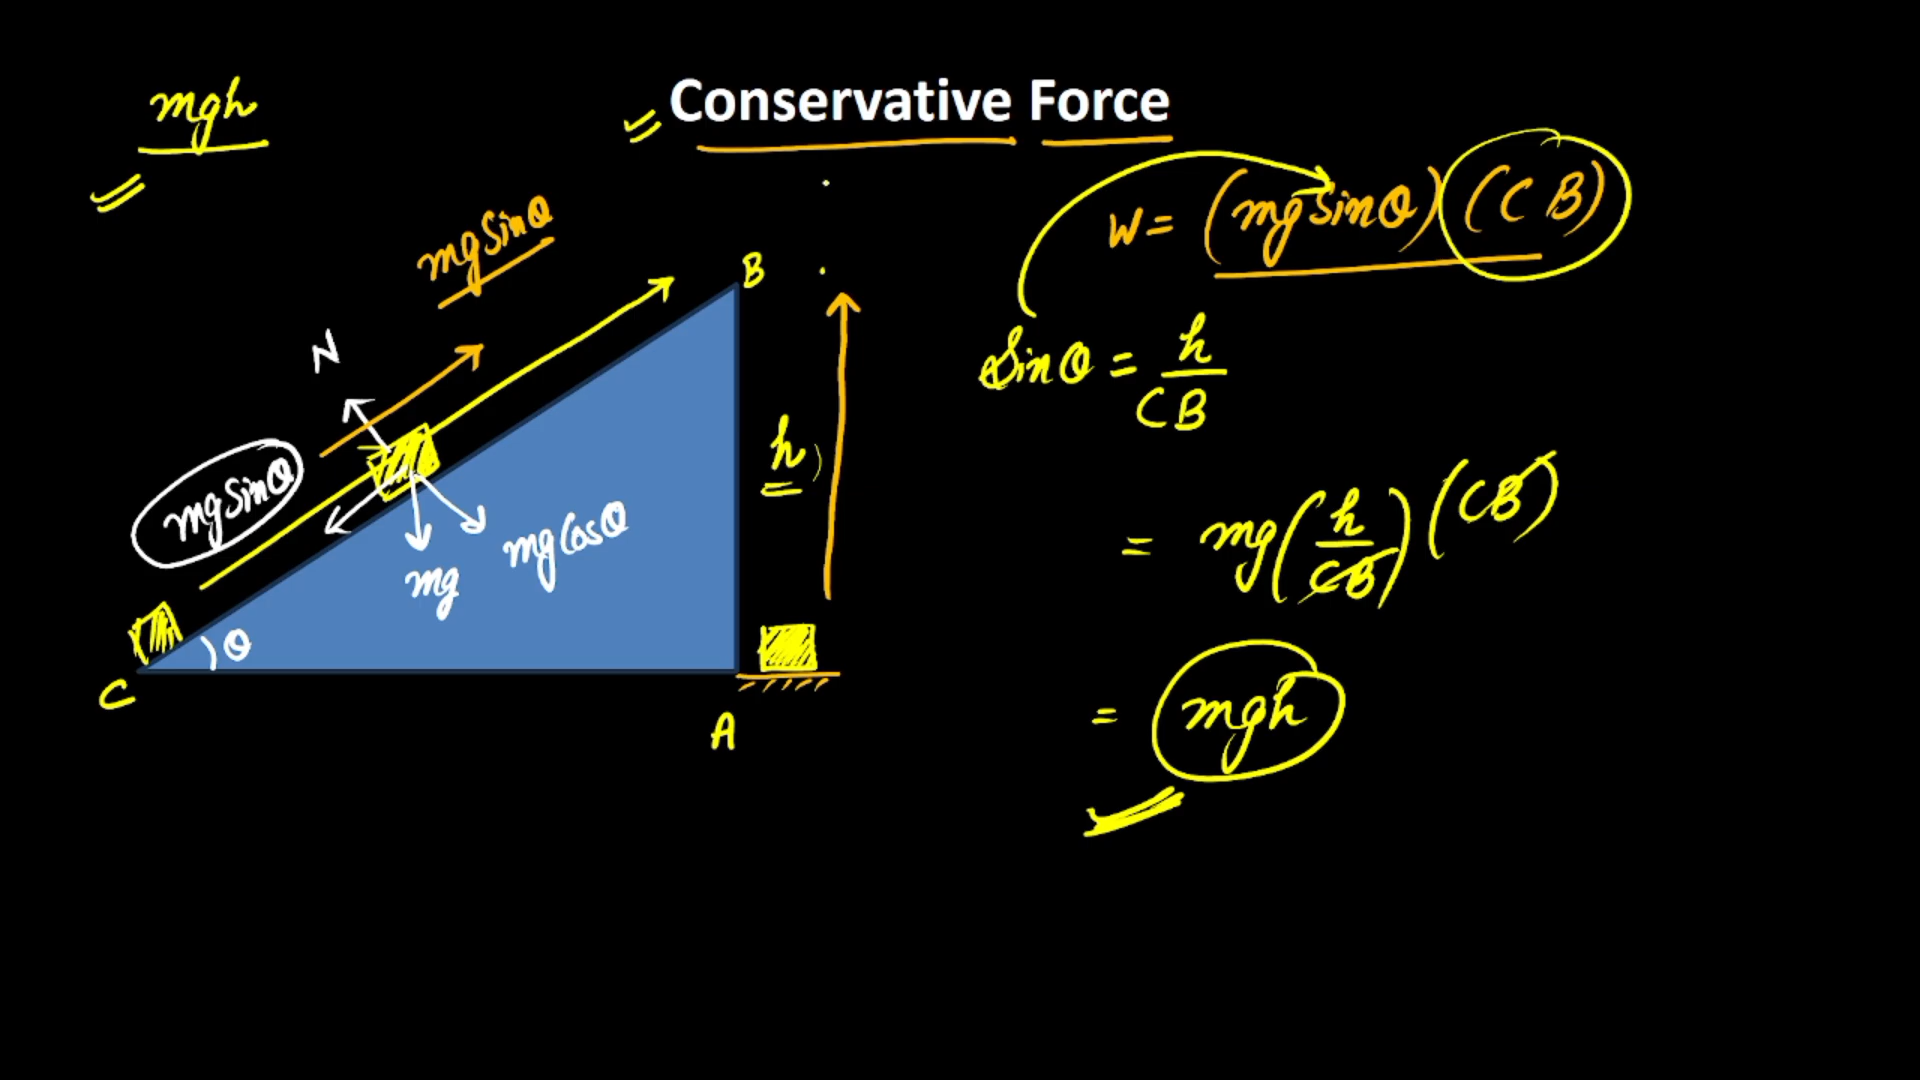 mgh
Conservative Force
mg Sinθ
W = (mg Sinθ) (CB)
B
N
Sinθ = h/CB
mg Sinθ
h
mg Cosθ
mg
= mg (h/CB) (CB)
θ
C
A
= mgh